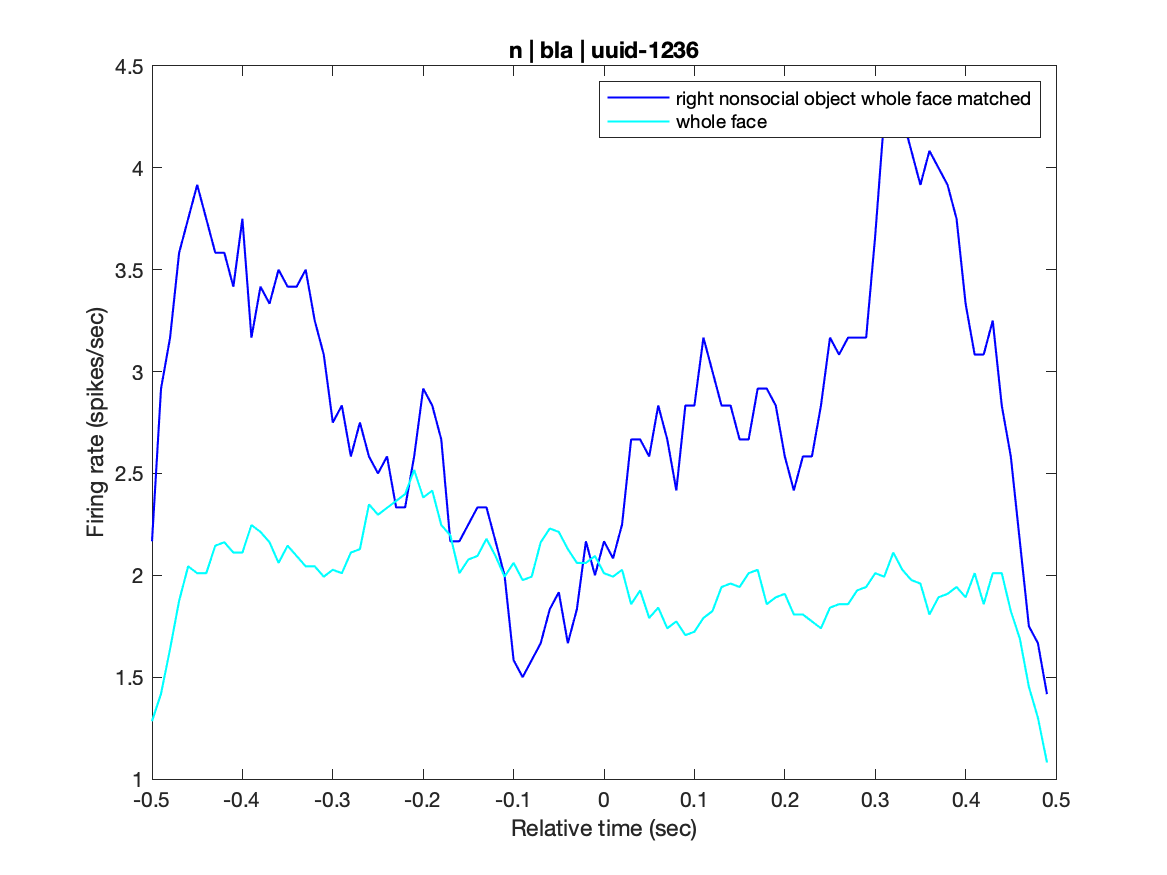 n | bla | uuid-1236
4.5
4
3.5
3
2.5
2
1.5
1
Firing rate (spikes/sec)
right nonsocial object whole face matched
whole face
-0.5 -0.4 -0.3 -0.2 -0.1 0 0.1 0.2 0.3 0.4 0.5
Relative time (sec)